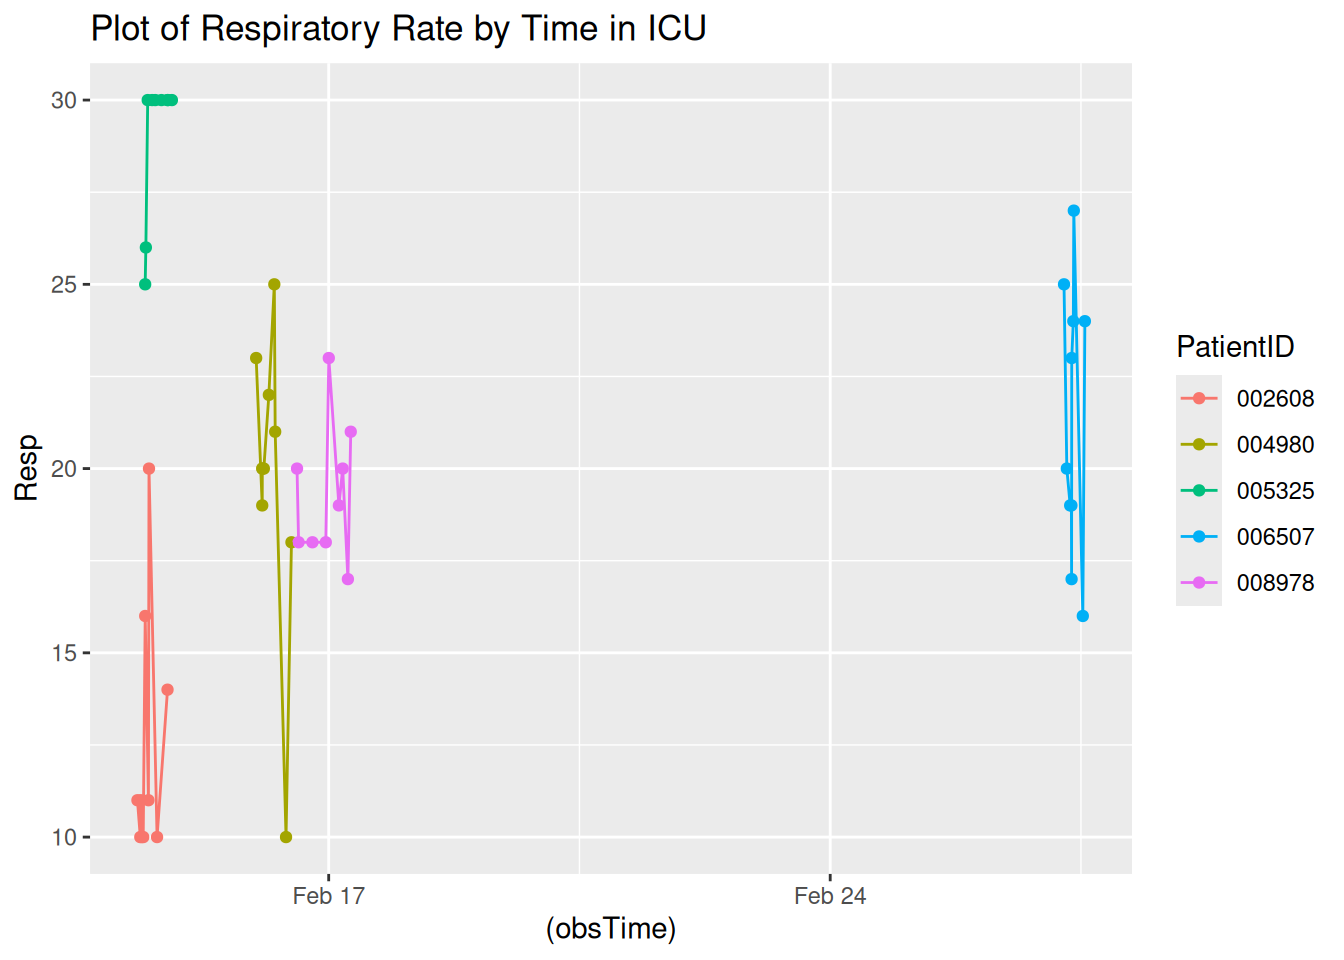 Plot of Respiratory Rate by Time in ICU
30
25
20
15
10
Resp
Feb 17
Feb 24
(obsTime)
PatientID
002608
004980
005325
006507
008978